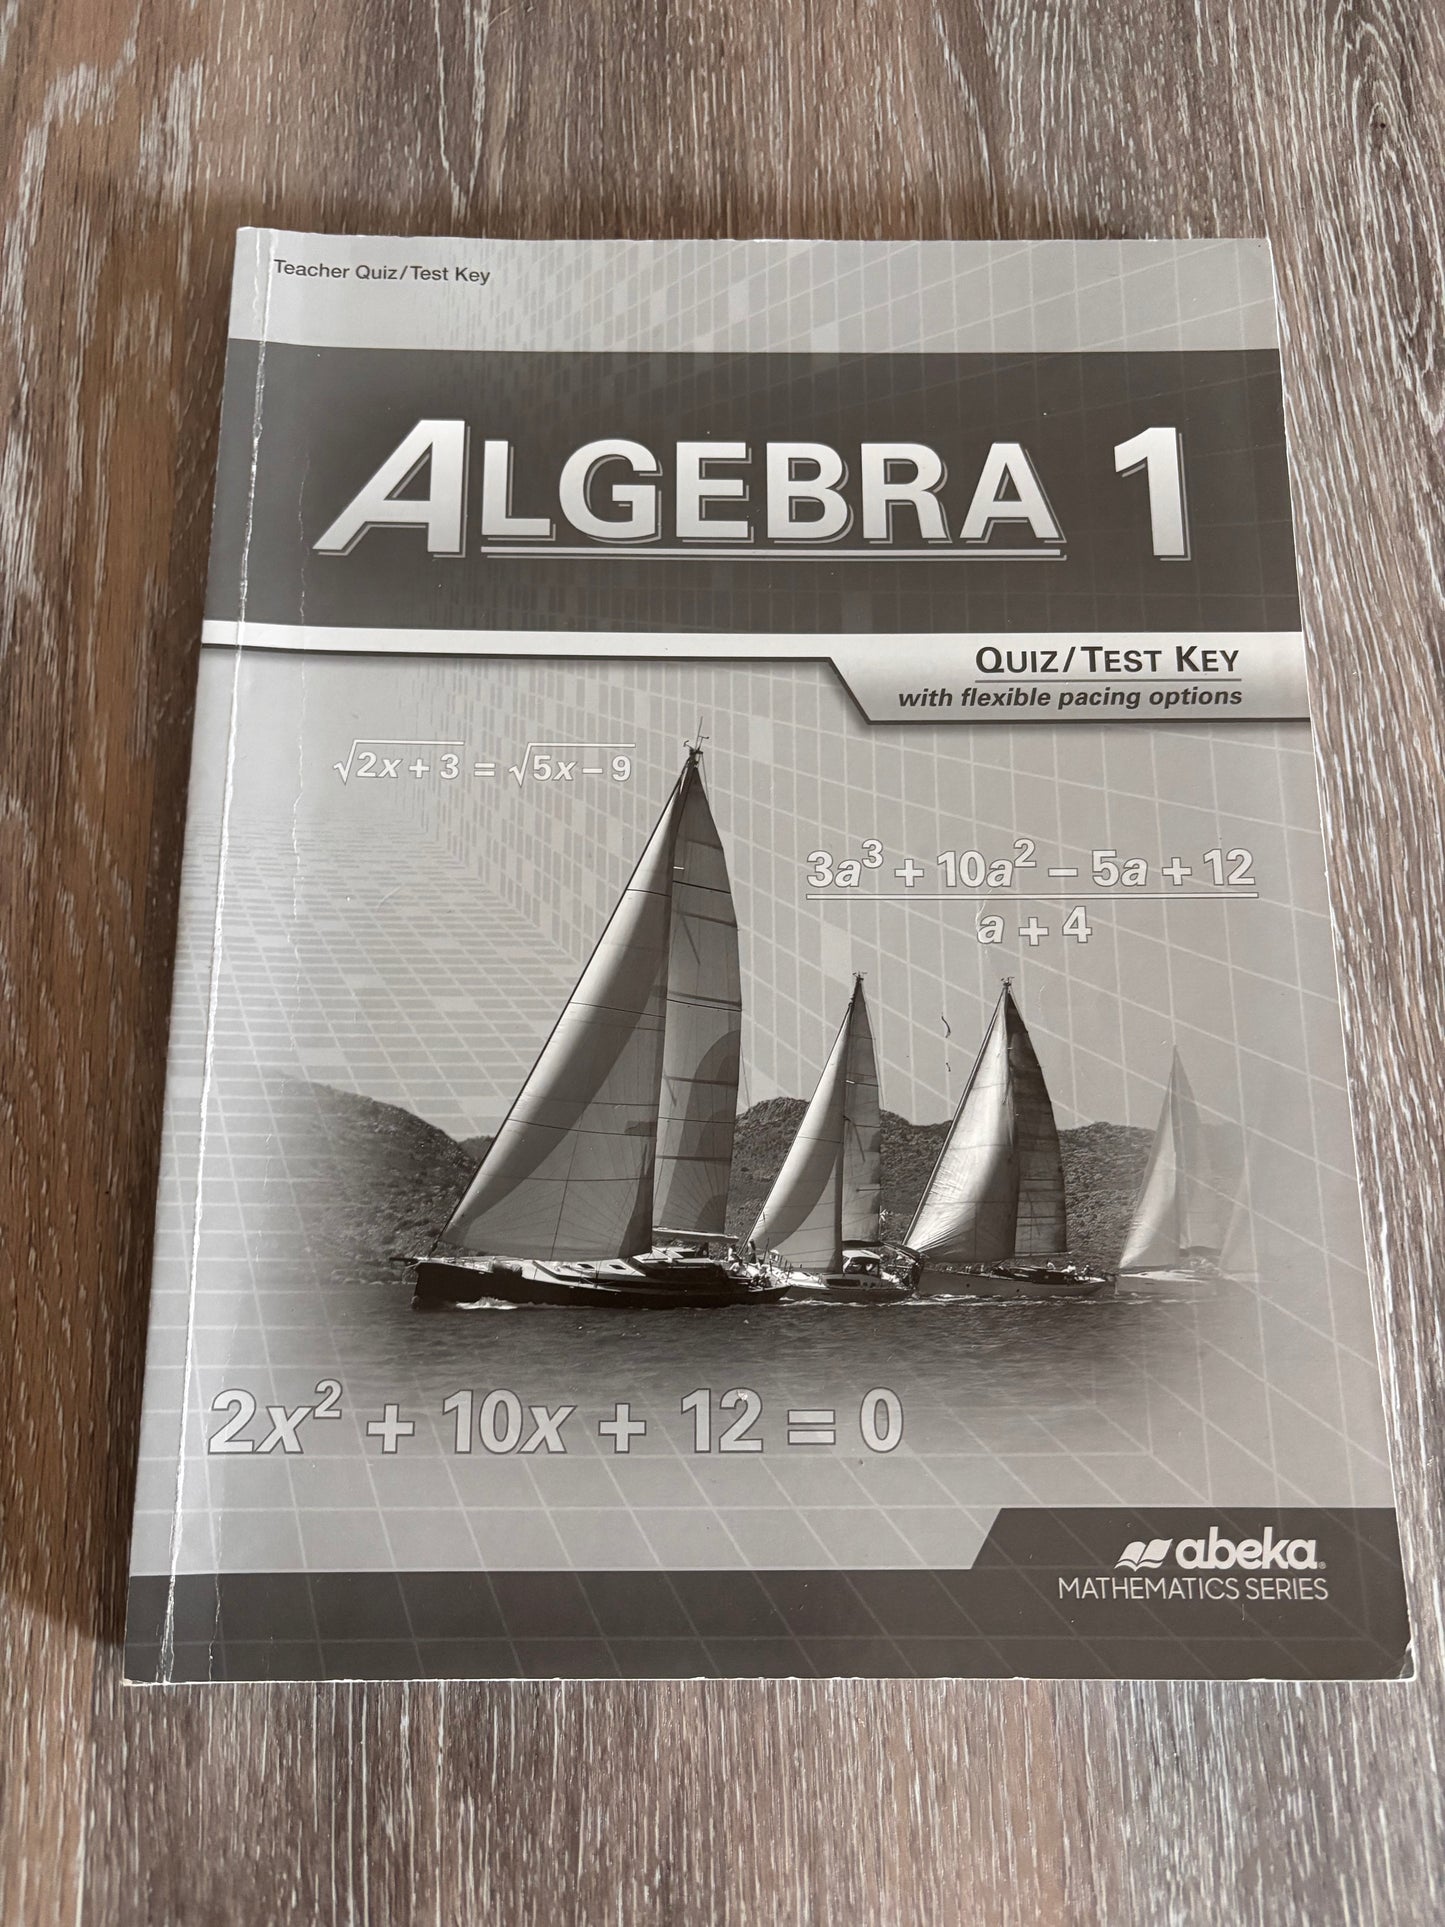 Teacher Quiz/Test Key
ALGEBRA 1
QUIZ/TEST KEY
with flexible pacing options
√2x + 3 = √5x – 9
3a³ + 10a² – 5a + 12
a + 4
2x² + 10x + 12 = 0
abeka®
MATHEMATICS SERIES